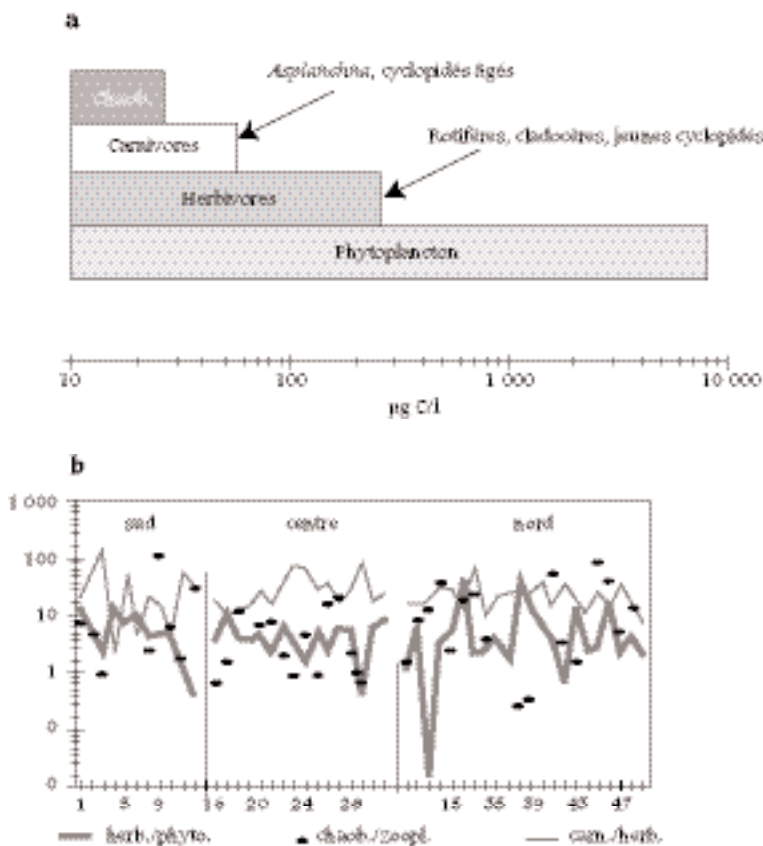 a
Asplanchna, cyclopidés âgés
Chaob.
Carnivores
Rotifères, cladocères, jeunes cyclopidés
Herbivores
Phytoplancton
10 100 1 000 10 000
µg C/l
b
1 000
sud centre nord
100
10
1
0
0
1 5 9 16 20 24 28 15 35 39 43 47
herb./phyto. chaob./zoopl. carn./herb.